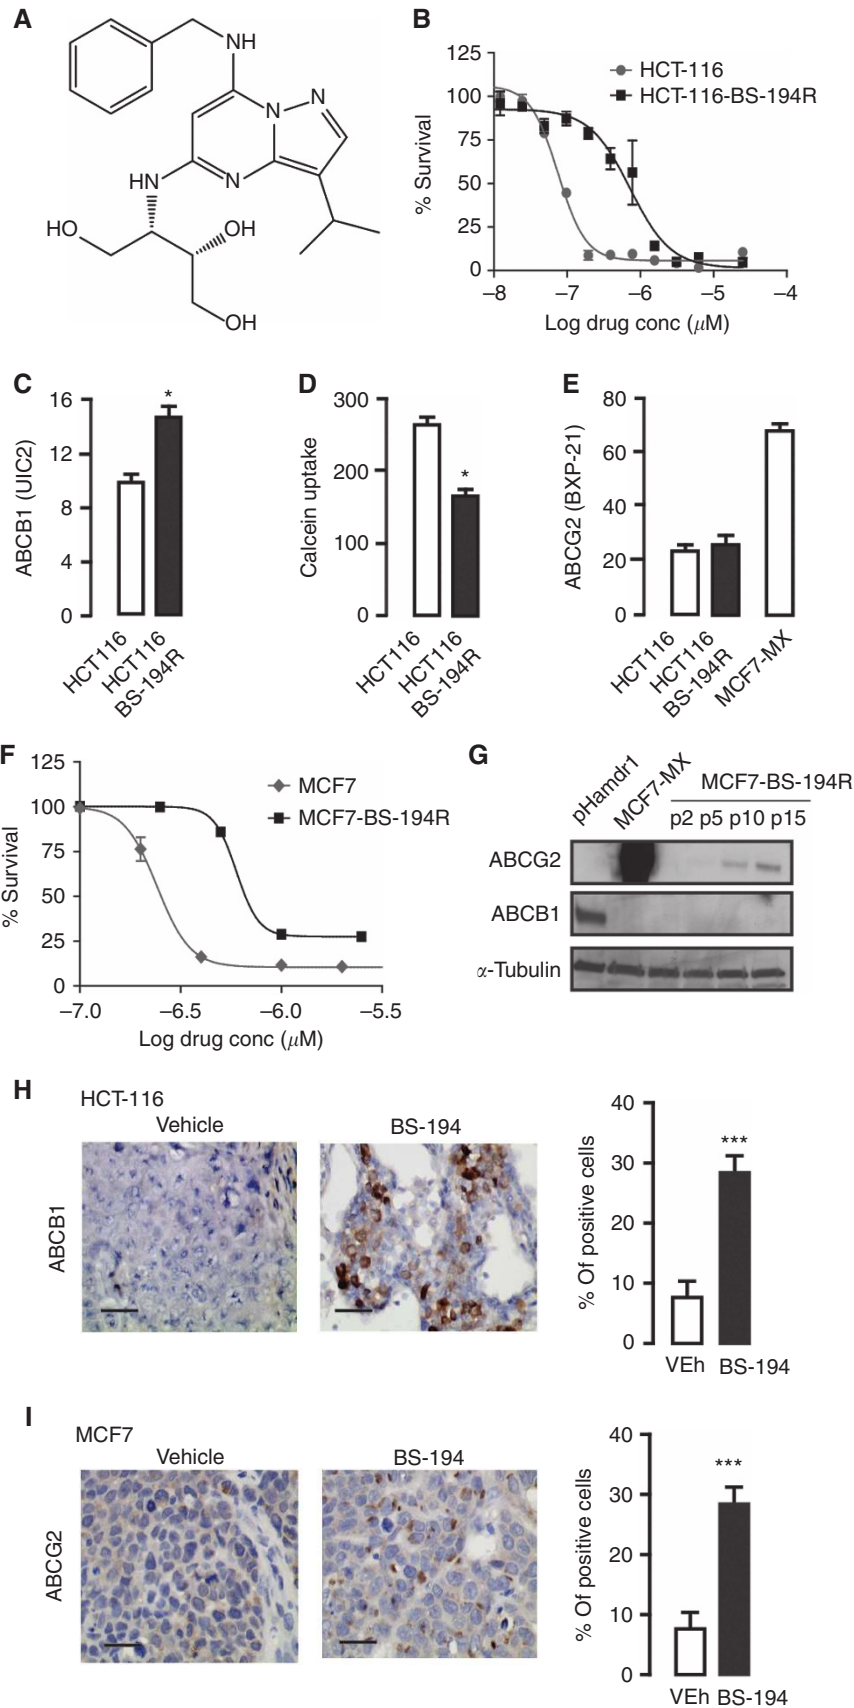 A
NH
N
N
N
HN
HO
OH
OH
B
125
100
75
50
25
0
% Survival
HCT-116
HCT-116-BS-194R
–8 –7 –6 –5 –4
Log drug conc (μM)
C
16
12
8
4
0
ABCB1 (UIC2)
*
HCT116
HCT116
BS-194R
D
300
200
100
0
Calcein uptake
*
HCT116
HCT116
BS-194R
E
80
60
40
20
0
ABCG2 (BXP-21)
HCT116
HCT116
BS-194R
MCF7-MX
F
125
100
75
50
25
0
% Survival
MCF7
MCF7-BS-194R
–7.0 –6.5 –6.0 –5.5
Log drug conc (μM)
G
pHamdr1
MCF7-MX
MCF7-BS-194R
p2 p5 p10 p15
ABCG2
ABCB1
α-Tubulin
H
HCT-116
Vehicle
BS-194
ABCB1
40
30
20
10
0
% Of positive cells
***
VEh BS-194
I
MCF7
Vehicle
BS-194
ABCG2
40
30
20
10
0
% Of positive cells
***
VEh BS-194